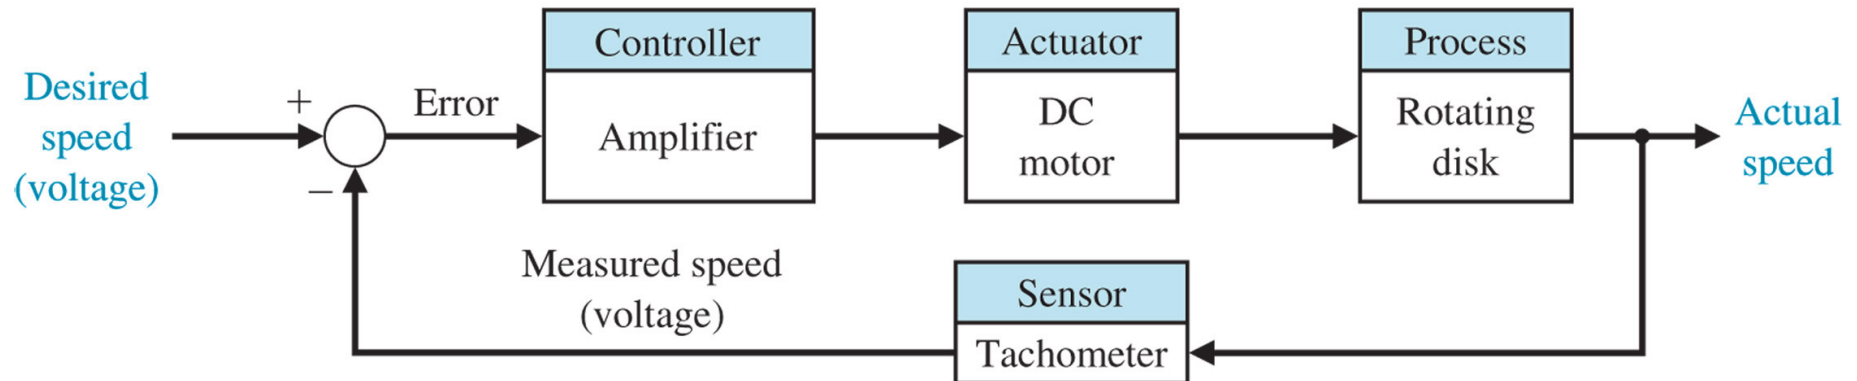 Desired
speed
(voltage)
+
−
Error
Controller
Amplifier
Actuator
DC
motor
Process
Rotating
disk
Actual
speed
Measured speed
(voltage)
Sensor
Tachometer